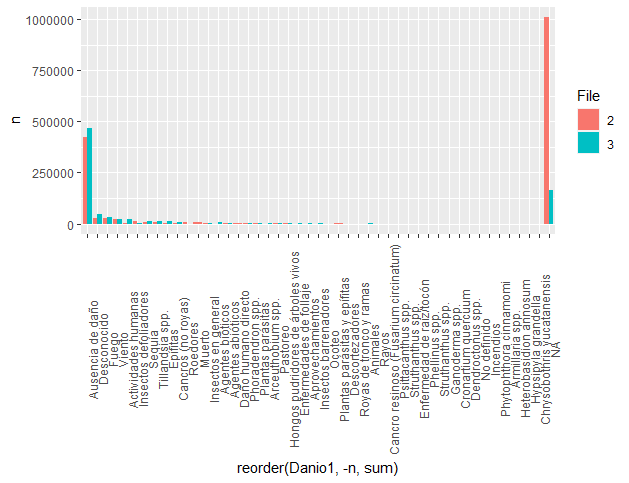 1000000
750000
500000
250000
0
n
File
2
3
Ausencia de daño
Desconocido
Fuego
Viento
Actividades humanas
Insectos defoliadores
Sequia
Tillandsia spp.
Epifitas
Cancros (no royas)
Roedores
Muerto
Insectos en general
Agentes bióticos
Agentes abióticos
Daño humano directo
Phoradendron spp.
Plantas parasitas
Arceuthobium spp.
Pastoreo
Hongos pudridores de árboles vivos
Enfermedades de follaje
Aprovechamientos
Insectos barrenadores
Ocoteo
Plantas parásitas y epífitas
Descortezadores
Royas de tronco y ramas
Animales
Rayos
Cancro resinoso (Fusarium circinatum)
Psittacanthus spp.
Strutanthus spp.
Enfermedad de raíz/tocón
Phellinus spp.
Struthanthus spp.
Ganoderma spp.
Cronartium quercuum
Dendroctonus spp.
No definido
Incendios
Phytophthora cinnamomi
Armillaria spp.
Heterobasidion annosum
Hypsipyla grandella
Chrysobothris yucatanensis
NA
reorder(Danio1, -n, sum)